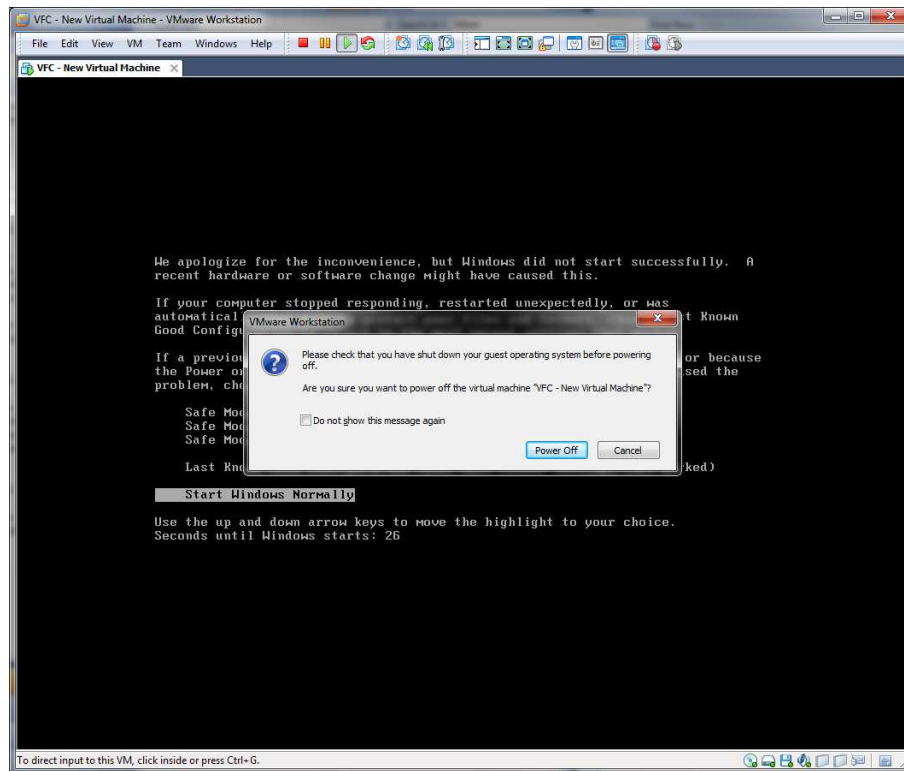 VFC - New Virtual Machine - VMware Workstation
File Edit View VM Team Windows Help
VFC - New Virtual Machine
We apologize for the inconvenience, but Windows did not start successfully. A
recent hardware or software change might have caused this.
If your computer stopped responding, restarted unexpectedly, or was
automatical
t Known
Good Configu
If a previou
or because
the Power o
sed the
problem, che
Safe Mod
Safe Mod
Safe Mod
Last Kno
ked)
Start Windows Normally
Use the up and down arrow keys to move the highlight to your choice.
Seconds until Windows starts: 26
VMware Workstation
Please check that you have shut down your guest operating system before powering
off.
Are you sure you want to power off the virtual machine "VFC - New Virtual Machine"?
Do not show this message again
Power Off Cancel
To direct input to this VM, click inside or press Ctrl+G.